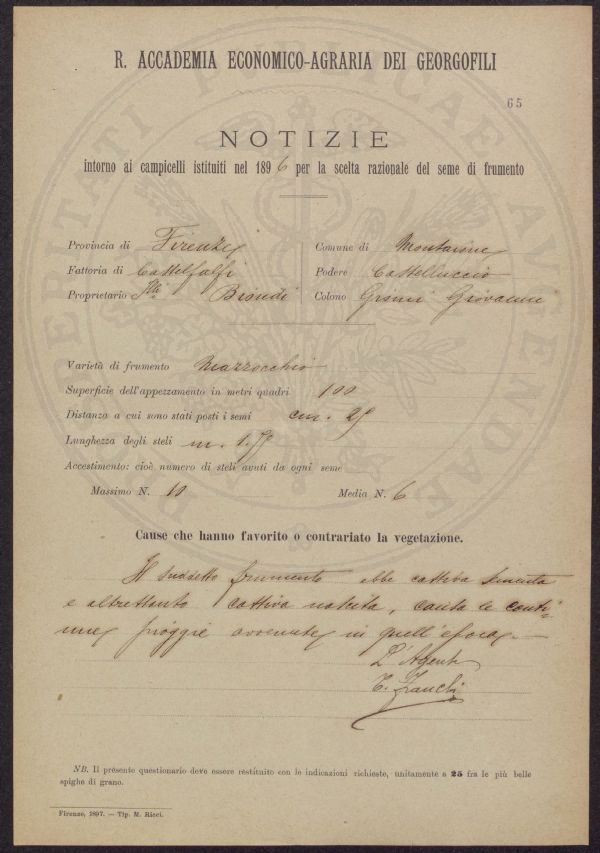 R. ACCADEMIA ECONOMICO-AGRARIA DEI GEORGOFILI
65
NOTIZIE
intorno ai campicelli istituiti nel 1896 per la scelta razionale del seme di frumento
Provincia di Firenze
Comune di Montaione
Fattoria di Castelfalfi
Podere Castelluccio
Proprietario Flli Biondi
Colono Giovanni
Varietà di frumento Mazzocchio
Superficie dell'appezzamento in metri quadri 100
Distanza a cui sono stati posti i semi cm. 25
Lunghezza degli steli m. 1.50
Accestimento: cioè numero di steli avuti da ogni seme
Massimo N. 10
Media N. 6
Cause che hanno favorito o contrariato la vegetazione.
Il suddetto frumento ebbe cattiva sementa
e altrettanto cattiva nascita, causa le conti-
nue pioggie avvenute in quell'epoca.
L'Agente
Franchi
NB. Il presente questionario deve essere restituito con le indicazioni richieste, unitamente a 25 fra le più belle
spighe di grano.
Firenze, 1897. — Tip. M. Ricci.